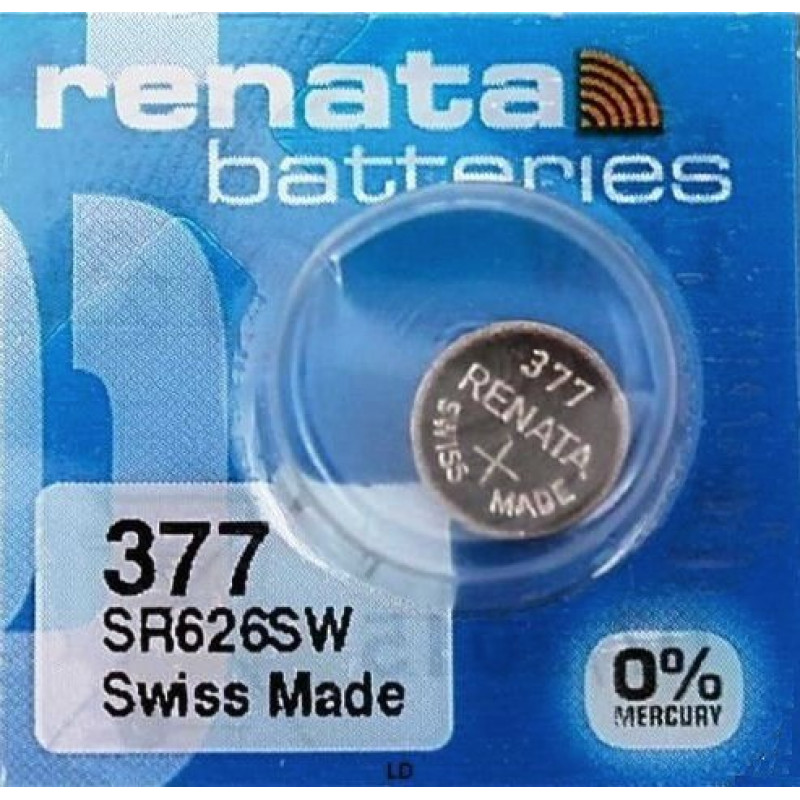 renata
batteries
377
RENATA
SWISS
+
MADE
377
SR626SW
Swiss Made
0%
MERCURY
LD